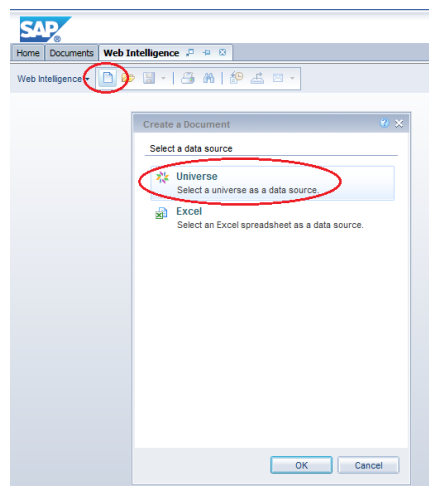 SAP
®
Home Documents Web Intelligence
Web Intelligence
Create a Document
Select a data source
Universe
Select a universe as a data source.
Excel
Select an Excel spreadsheet as a data source.
OK Cancel